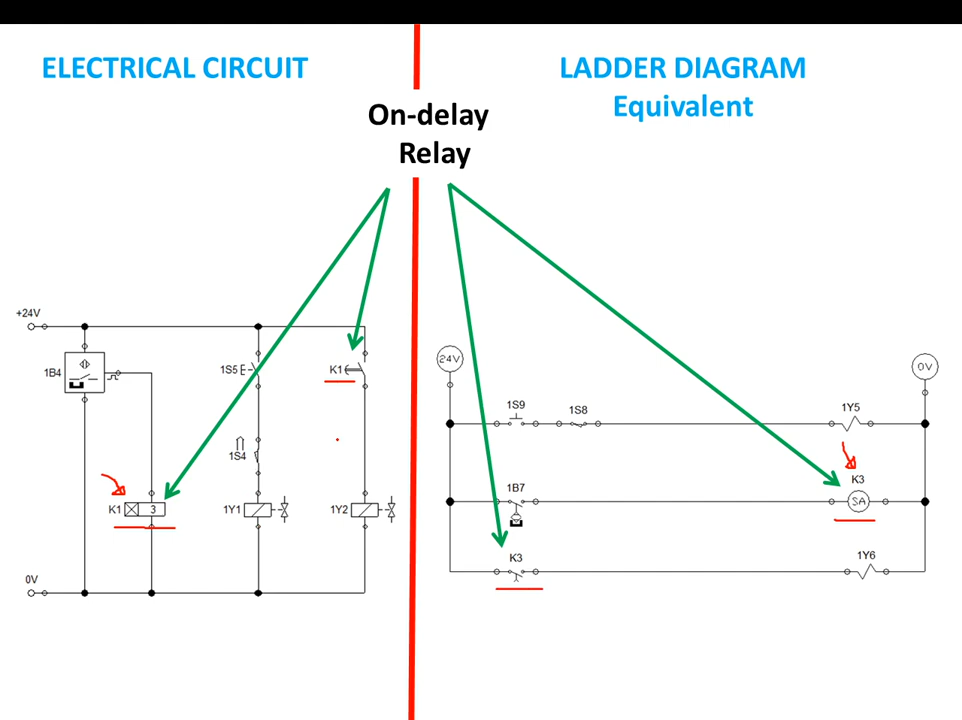 ELECTRICAL CIRCUIT
LADDER DIAGRAM
Equivalent
On-delay
Relay
+24V
1B4
1S5
K1
1S4
K1
3
1Y1
1Y2
0V
24V
0V
1S9
1S8
1Y5
K3
1B7
SA
K3
1Y6